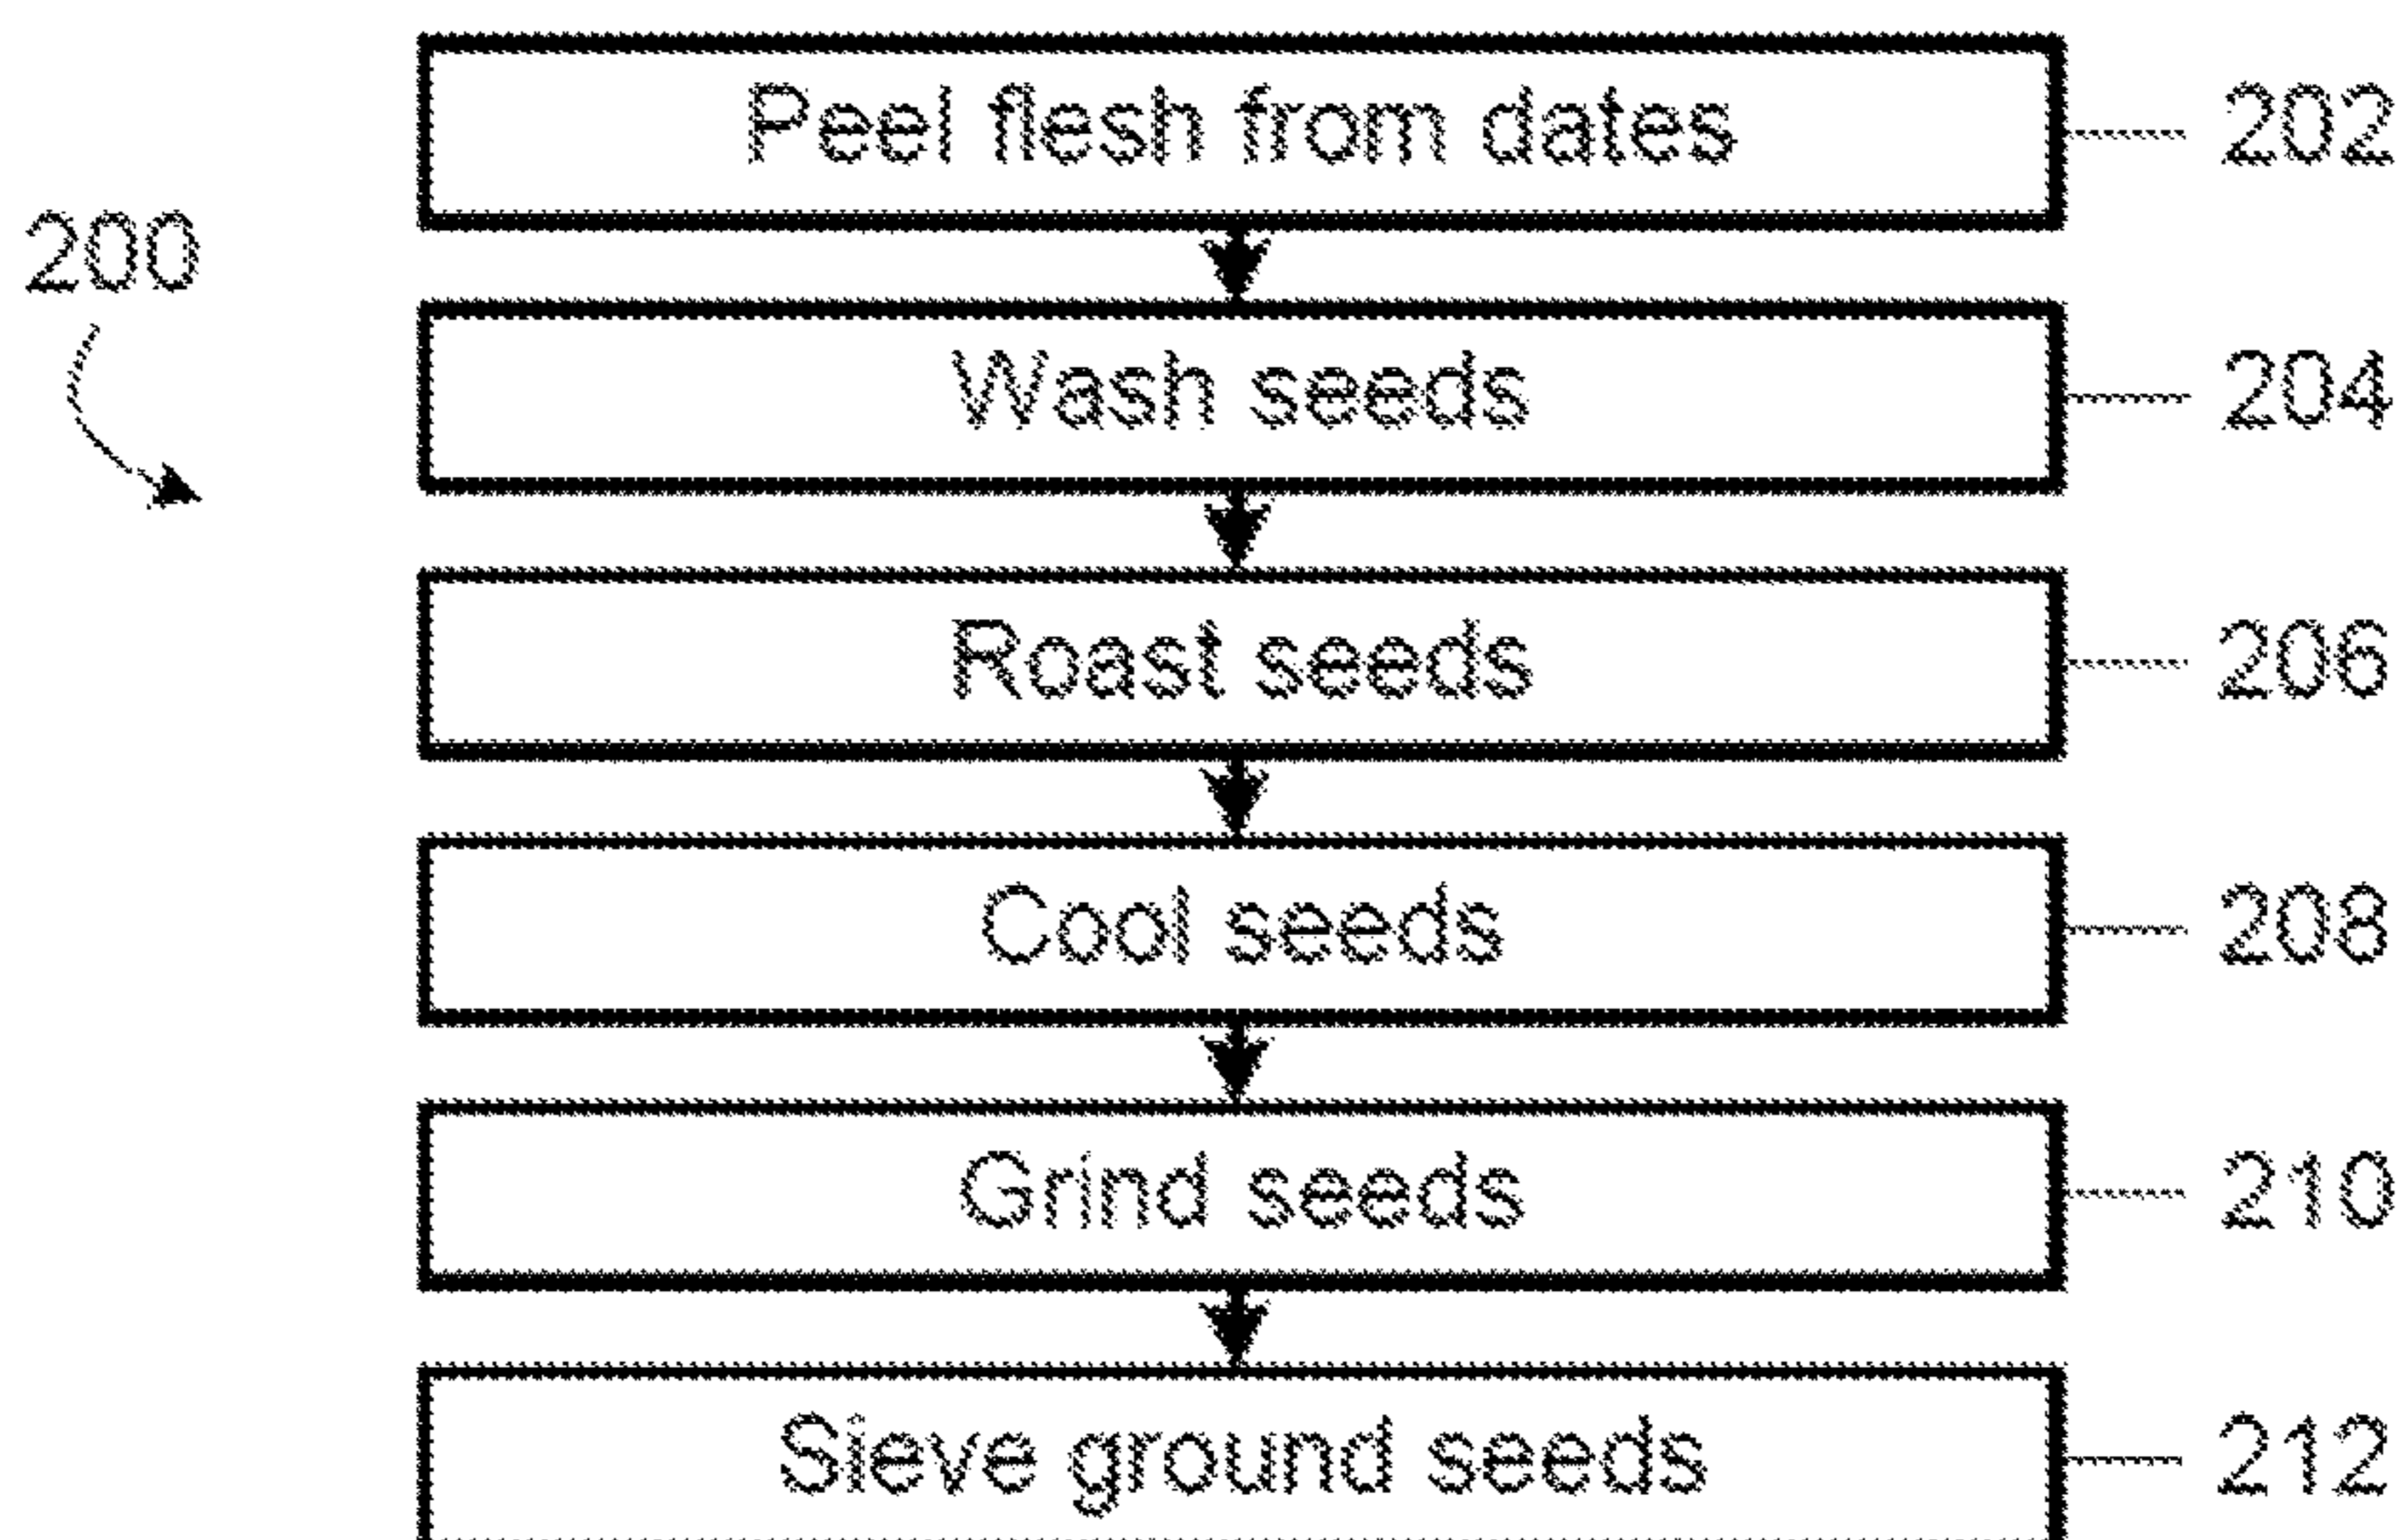 Peel flesh from dates 202
200
Wash seeds 204
Roast seeds 206
Cool seeds 208
Grind seeds 210
Sieve ground seeds 212